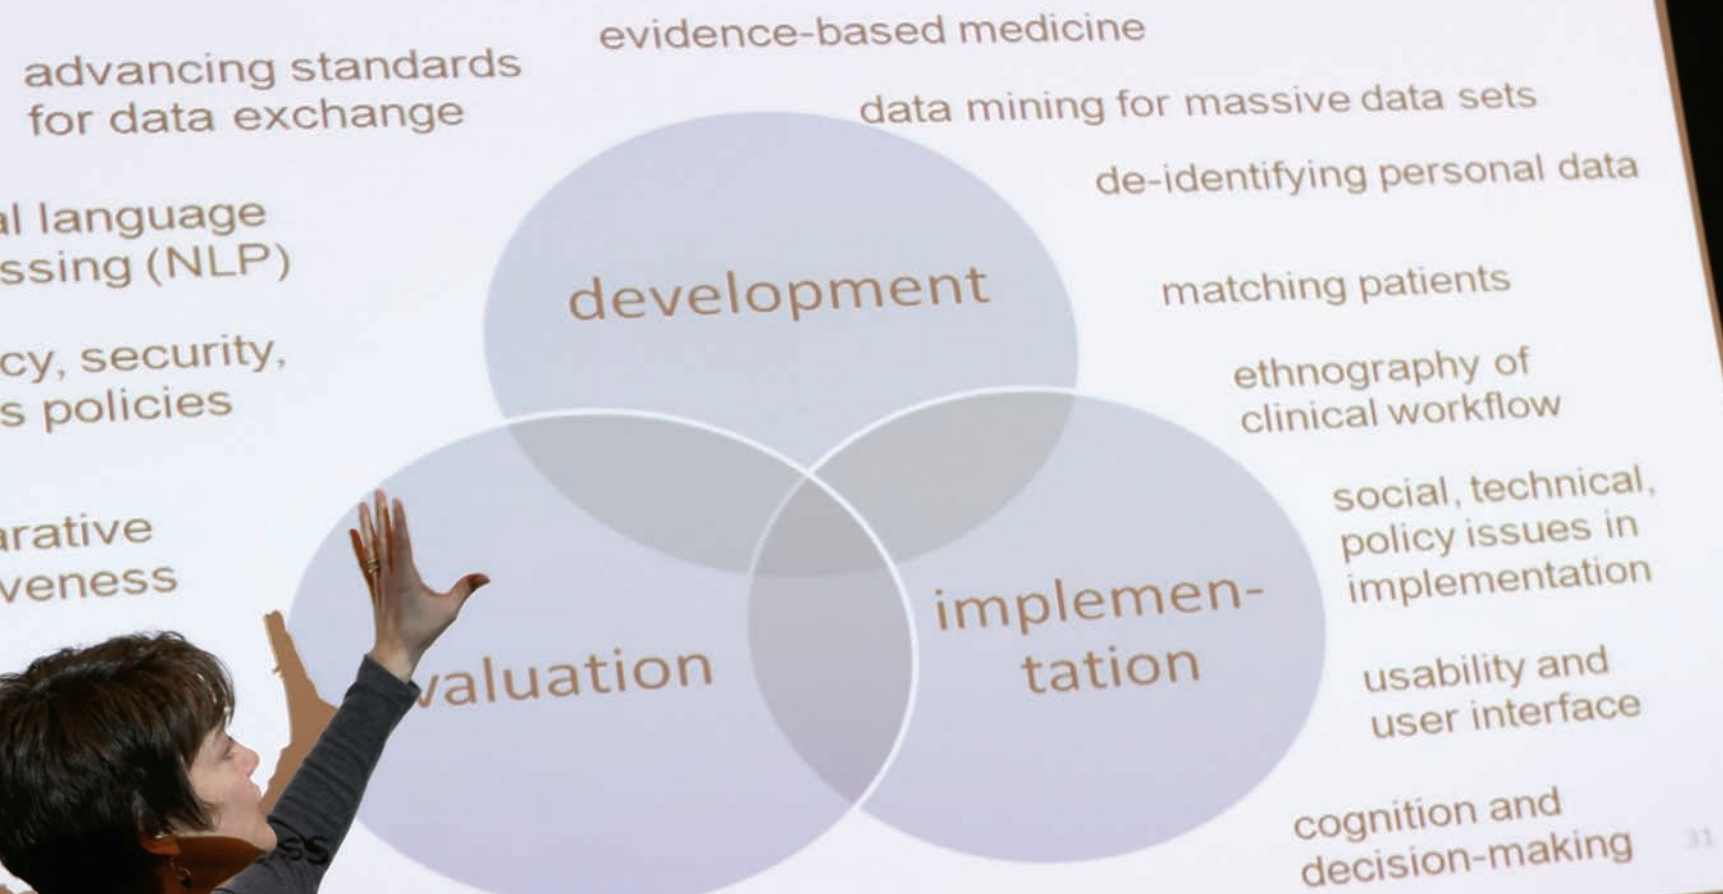 evidence-based medicine
advancing standards
for data exchange
data mining for massive data sets
de-identifying personal data
al language
ssing (NLP)
development
matching patients
cy, security,
s policies
ethnography of
clinical workflow
social, technical,
policy issues in
implementation
arative
veness
implemen-
tation
valuation
usability and
user interface
cognition and
decision-making
31